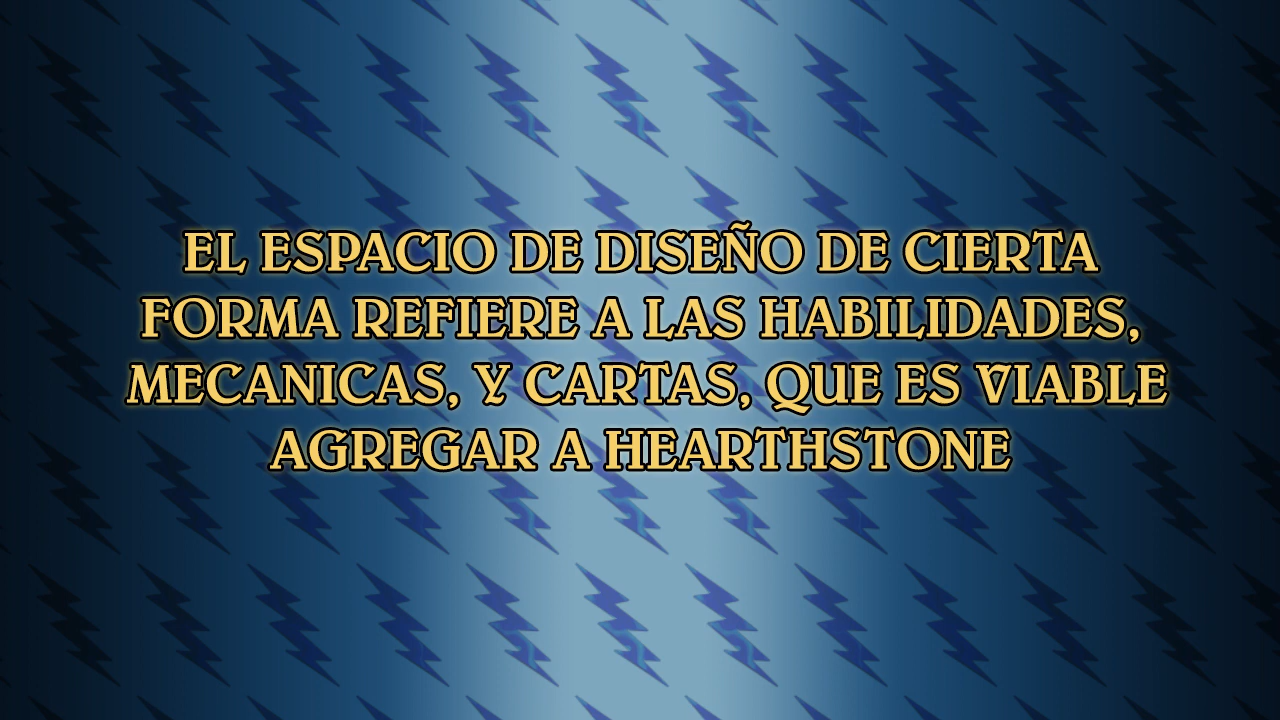 EL ESPACIO DE DISEÑO DE CIERTA
FORMA REFIERE A LAS HABILIDADES,
MECANICAS, Y CARTAS, QUE ES VIABLE
AGREGAR A HEARTHSTONE